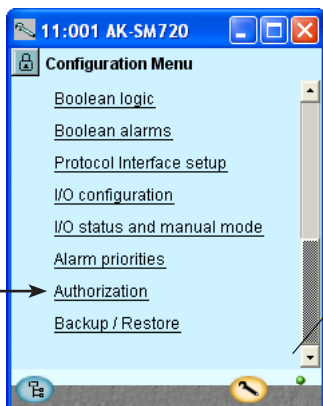 11:001 AK-SM720
Configuration Menu
Boolean logic
Boolean alarms
Protocol Interface setup
I/O configuration
I/O status and manual mode
Alarm priorities
Authorization
Backup / Restore